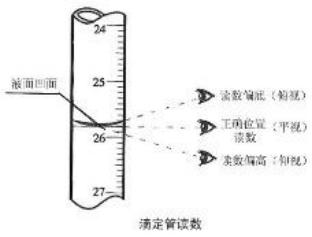 24
25
液面凹面
读数偏底（俯视）
正确位置（平视）
读数
26
读数偏高（仰视）
27
滴定管读数